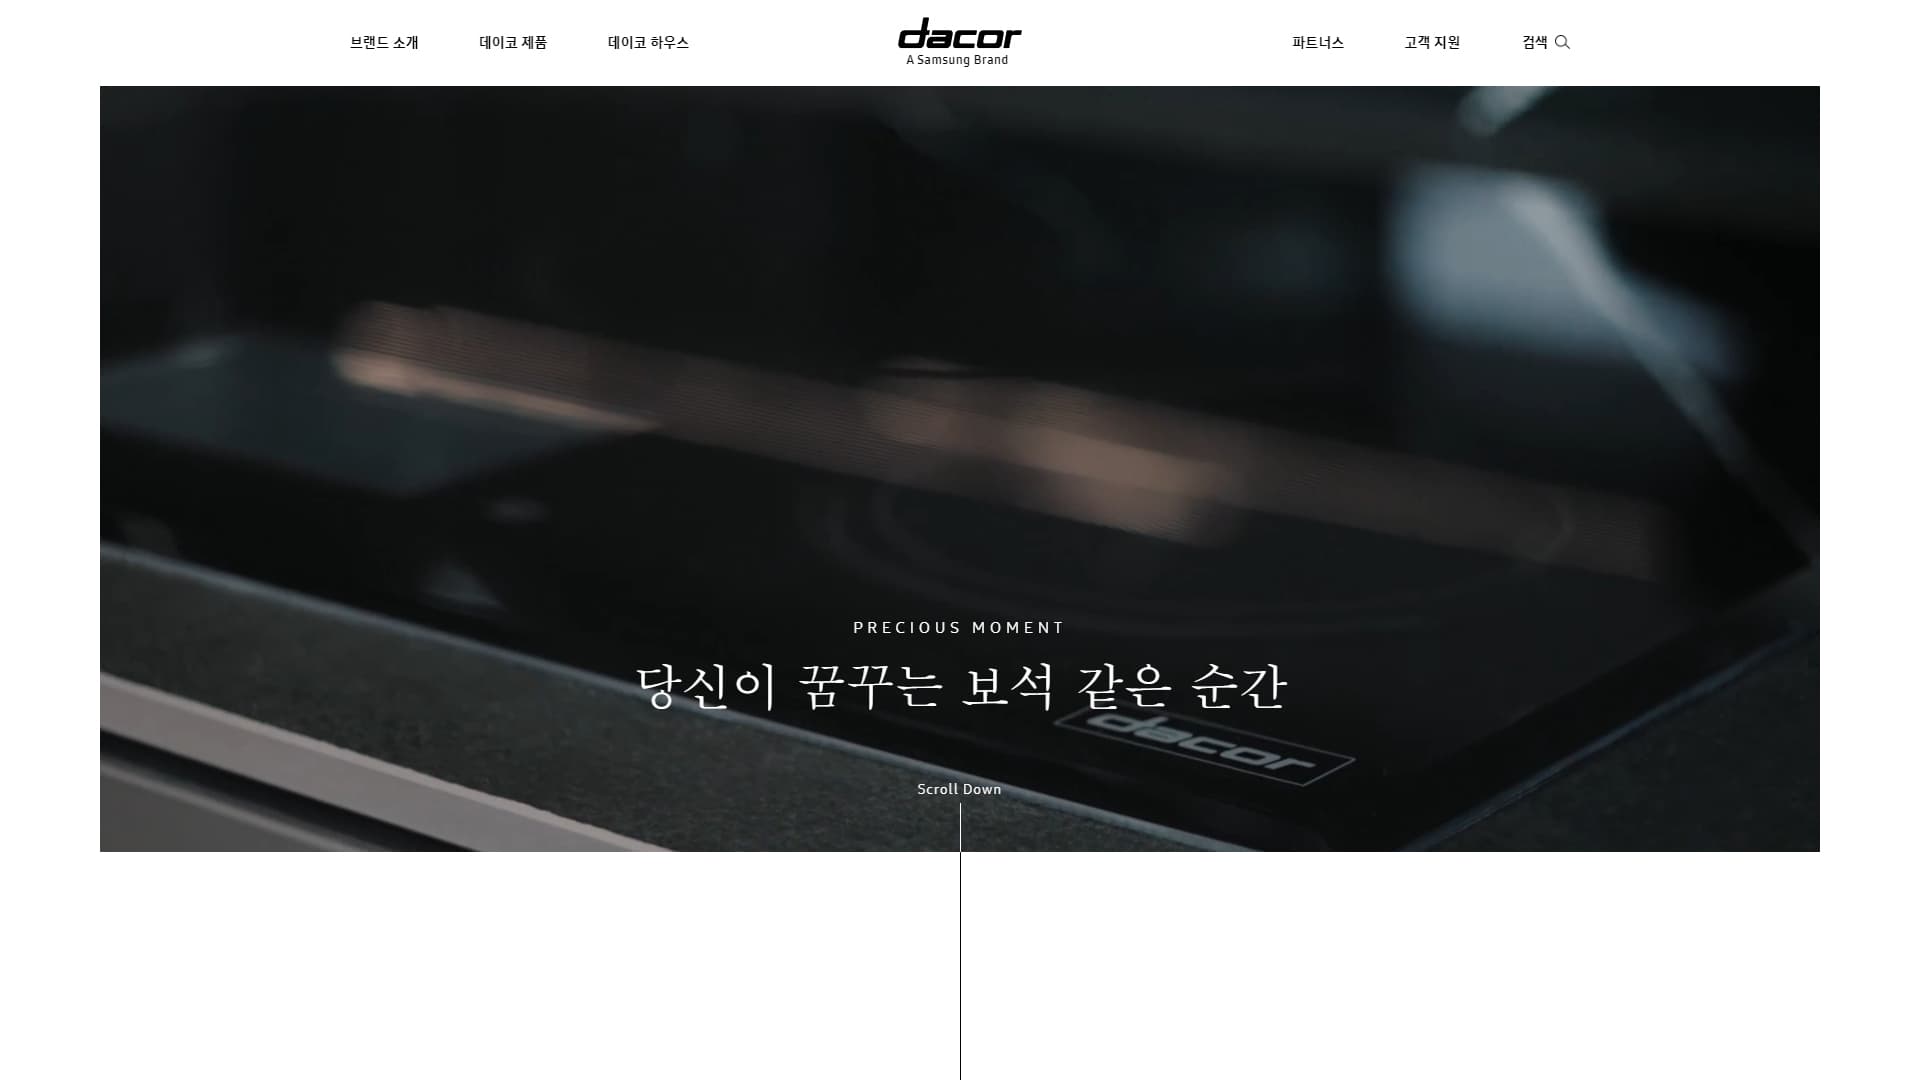 브랜드 소개
데이코 제품
데이코 하우스
dacor
A Samsung Brand
파트너스
고객 지원
검색
PRECIOUS MOMENT
당신이 꿈꾸는 보석 같은 순간
dacor
Scroll Down